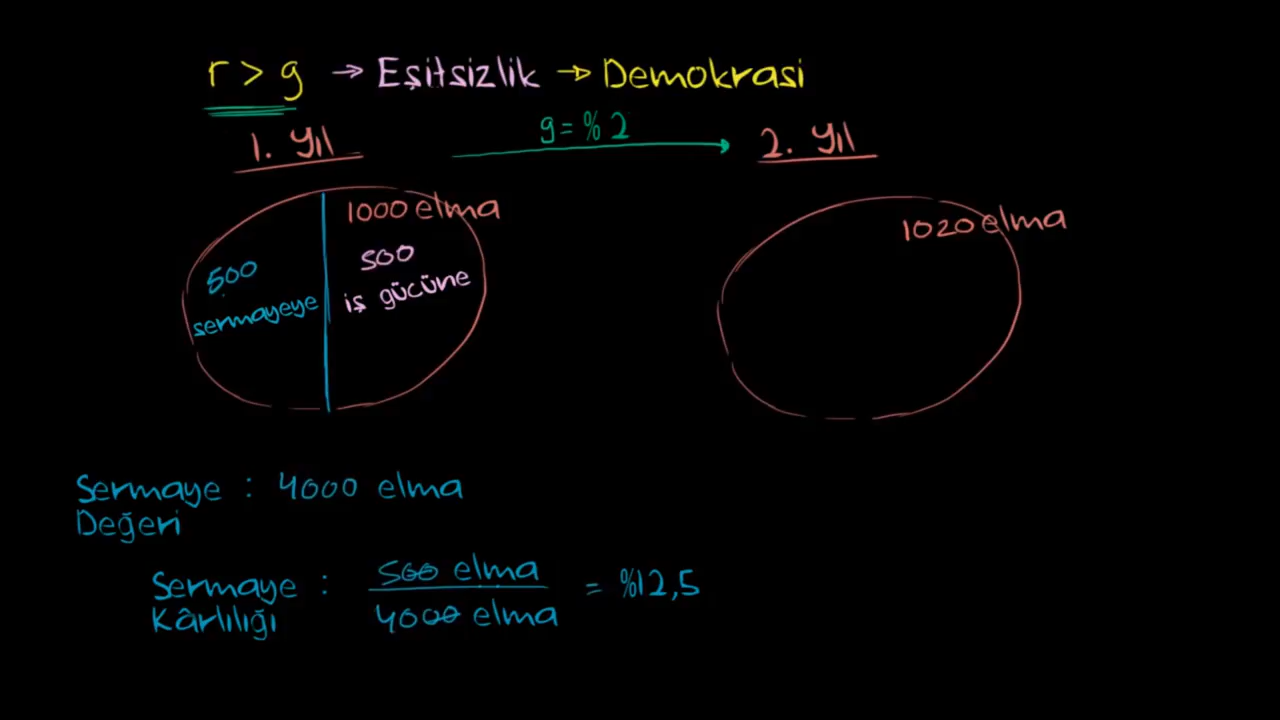 r > g → Eşitsizlik → Demokrasi
1. Yıl
g = % 2
2. Yıl
1000 elma
500
sermayeye
500
iş gücüne
1020 elma
Sermaye : 4000 elma
Değeri
Sermaye : 500 elma
Kârlılığı 4000 elma
= %12,5